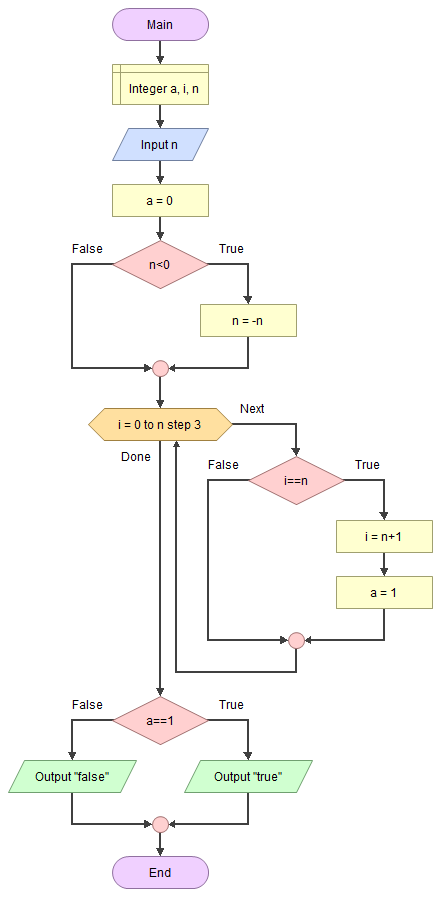 Main
Integer a, i, n
Input n
a = 0
False
True
n<0
n = -n
i = 0 to n step 3
Next
Done
False
True
i==n
i = n+1
a = 1
False
True
a==1
Output "false"
Output "true"
End